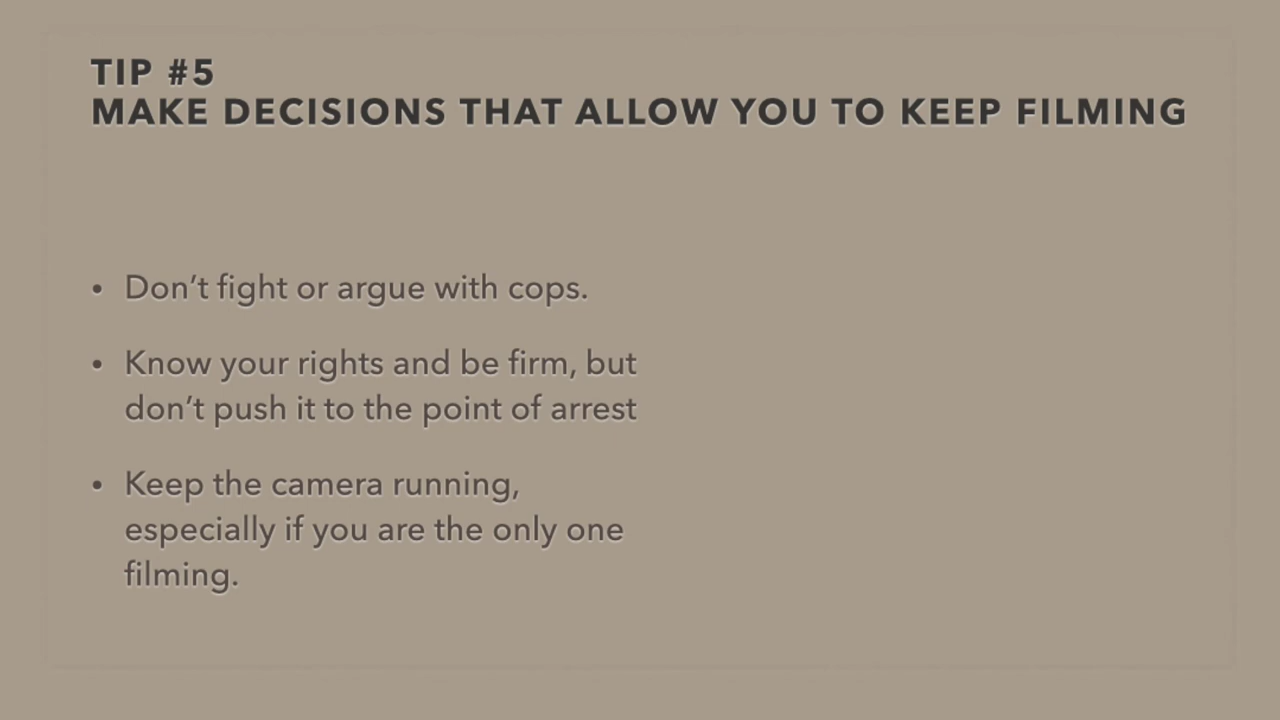 TIP #5
MAKE DECISIONS THAT ALLOW YOU TO KEEP FILMING
• Don’t fight or argue with cops.
• Know your rights and be firm, but
don’t push it to the point of arrest
• Keep the camera running,
especially if you are the only one
filming.